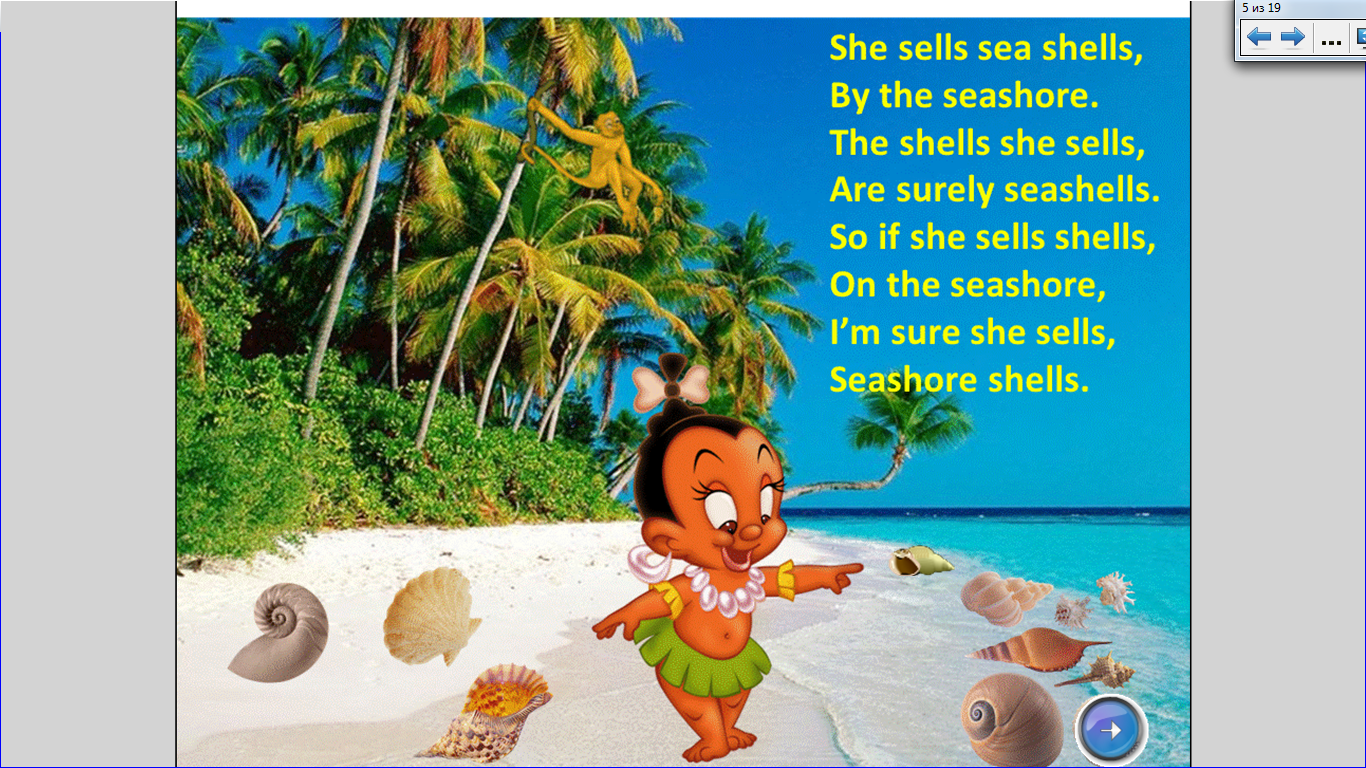 5 из 19
She sells sea shells,
By the seashore.
The shells she sells,
Are surely seashells.
So if she sells shells,
On the seashore,
I’m sure she sells,
Seashore shells.